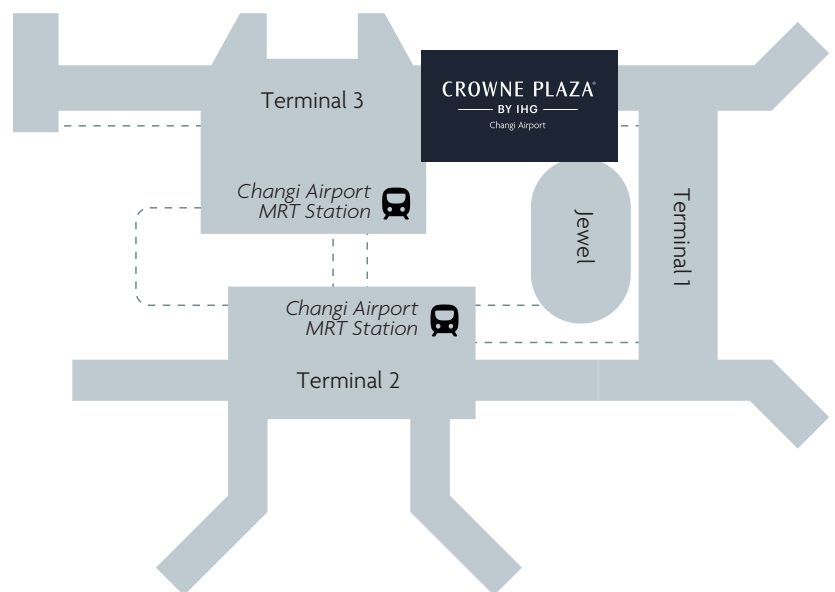 Terminal 3
CROWNE PLAZA®
BY IHG
Changi Airport
Changi Airport
MRT Station
Jewel
Terminal 1
Changi Airport
MRT Station
Terminal 2